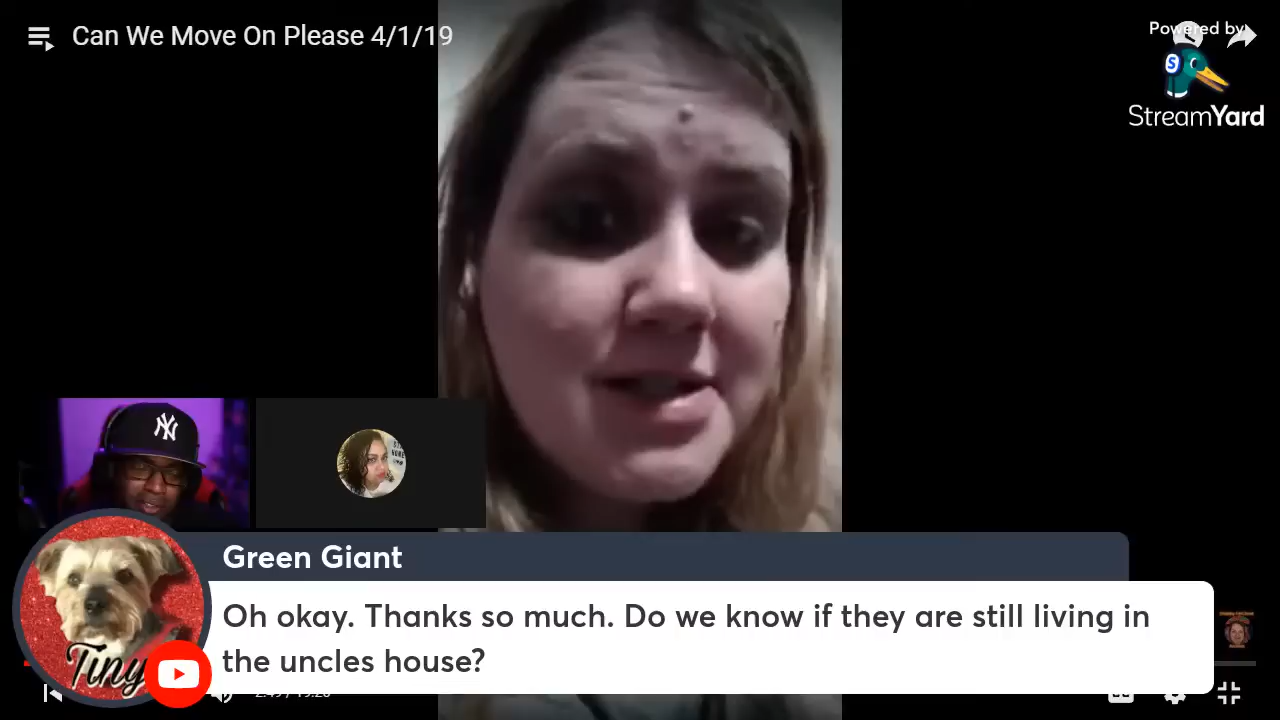 Can We Move On Please 4/1/19
Powered by
StreamYard
S
NY
Green Giant
Oh okay. Thanks so much. Do we know if they are still living in
the uncles house?
Tiny